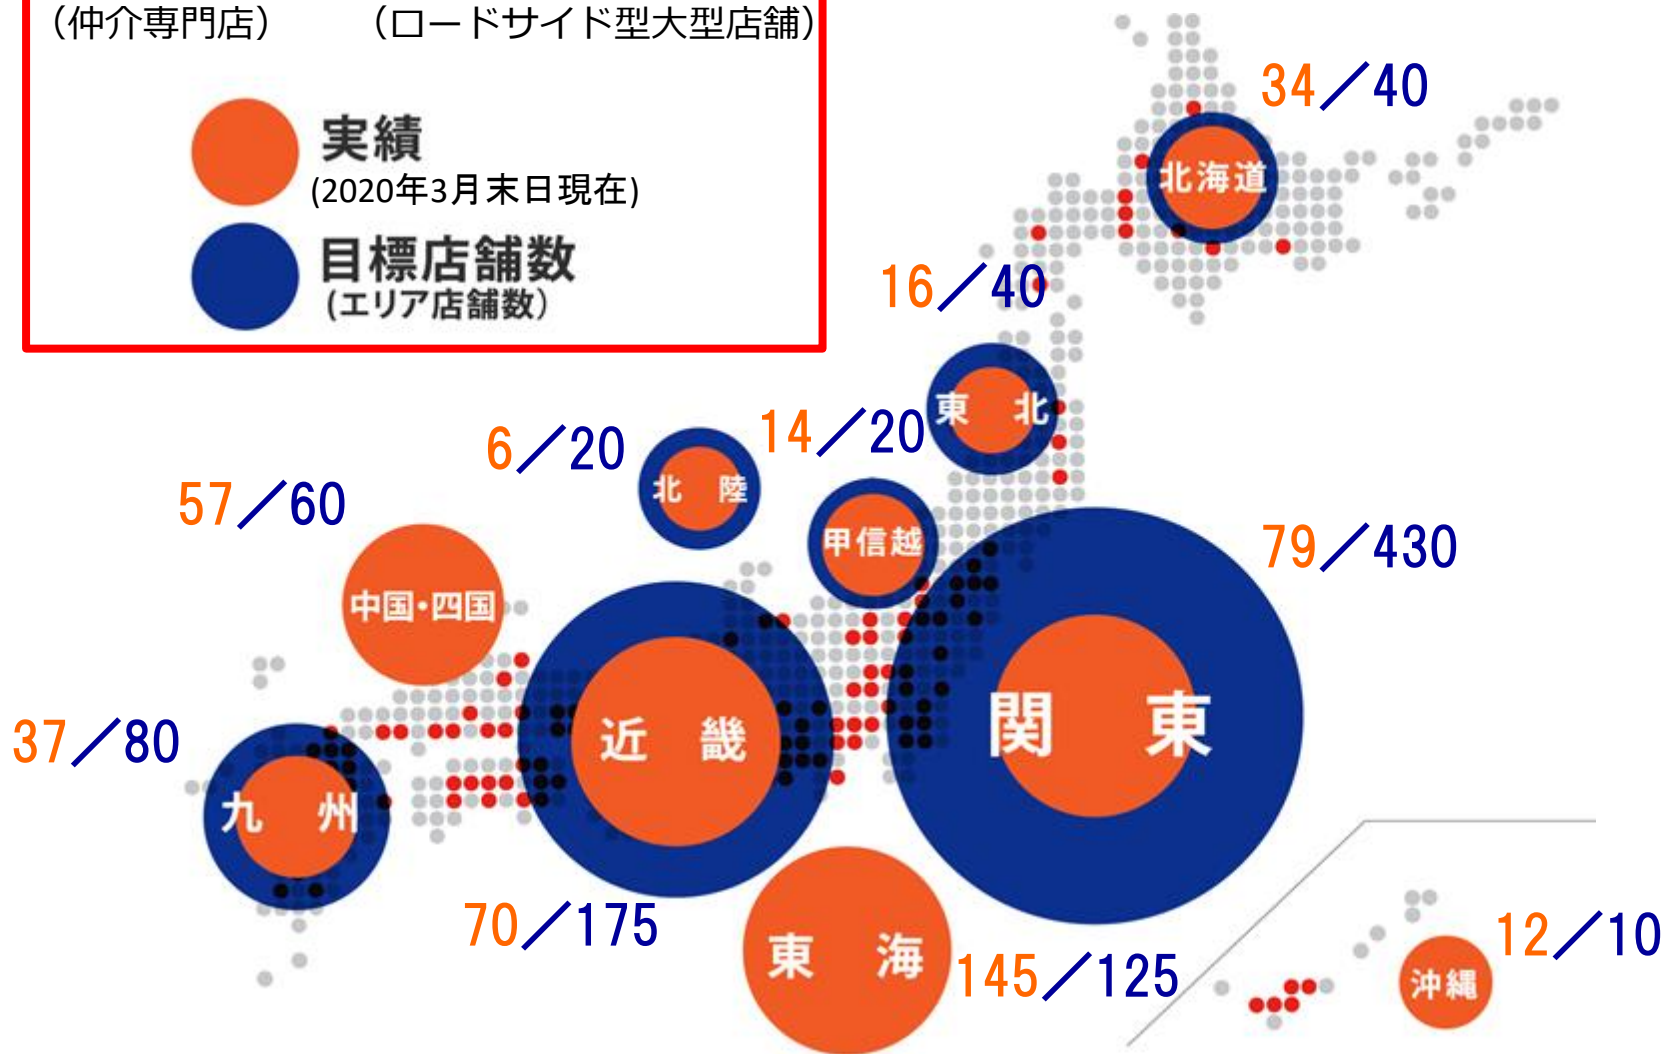 （仲介専門店）　（ロードサイド型大型店舗）
実績
(2020年3月末日現在)
目標店舗数
(エリア店舗数）
34／40
北海道
16／40
東　北
14／20
甲信越
6／20
北　陸
57／60
中国・四国
79／430
関　東
近　畿
70／175
37／80
九　州
東　海
145／125
12／10
沖縄